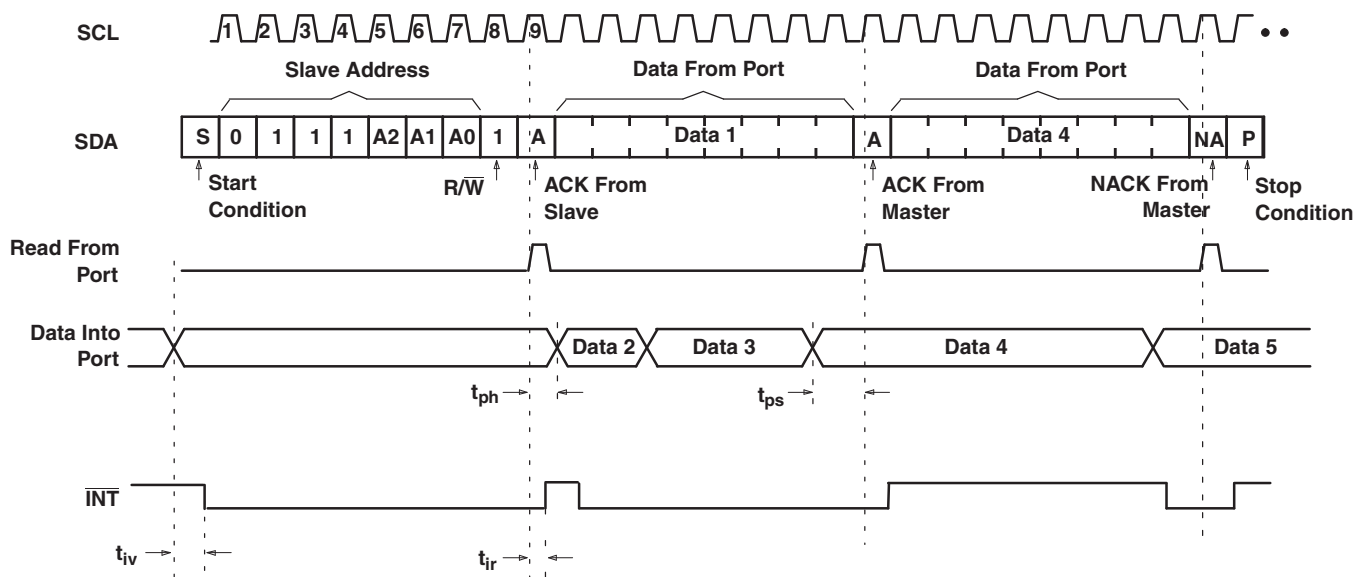 SCL
1 2 3 4 5 6 7 8 9
Slave Address Data From Port Data From Port
SDA
S 0 1 1 1 A2 A1 A0 1 A Data 1 A Data 4 NA P
Start
Condition
R/W̅
ACK From
Slave
ACK From
Master
NACK From
Master
Stop
Condition
Read From
Port
Data Into
Port
Data 2 Data 3 Data 4 Data 5
tph
tps
I̅N̅T̅
tiv
tir